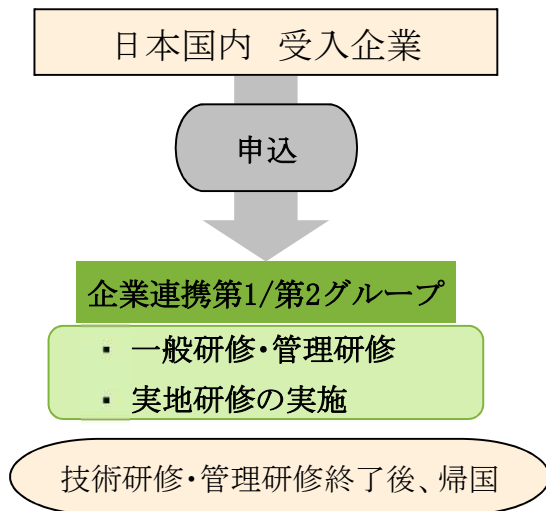 日本国内　受入企業
申込
企業連携第1/第2グループ
▪ 一般研修・管理研修
▪ 実地研修の実施
技術研修・管理研修終了後、帰国